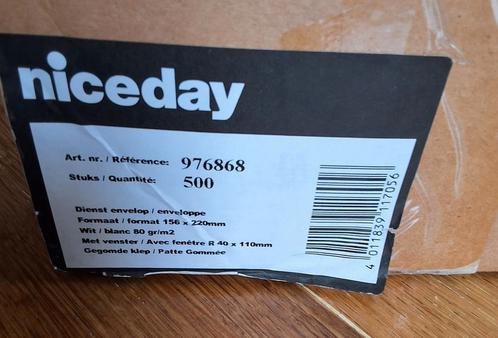 niceday
Art. nr. / Référence: 976868
Stuks / Quantité: 500
Dienst envelop / enveloppe
Formaat / format 156 x 220mm
Wit / blanc 80 gr/m2
Met venster / Avec fenêtre R 40 x 110mm
Gegomde klep / Patte Gommée
4 011839 117056